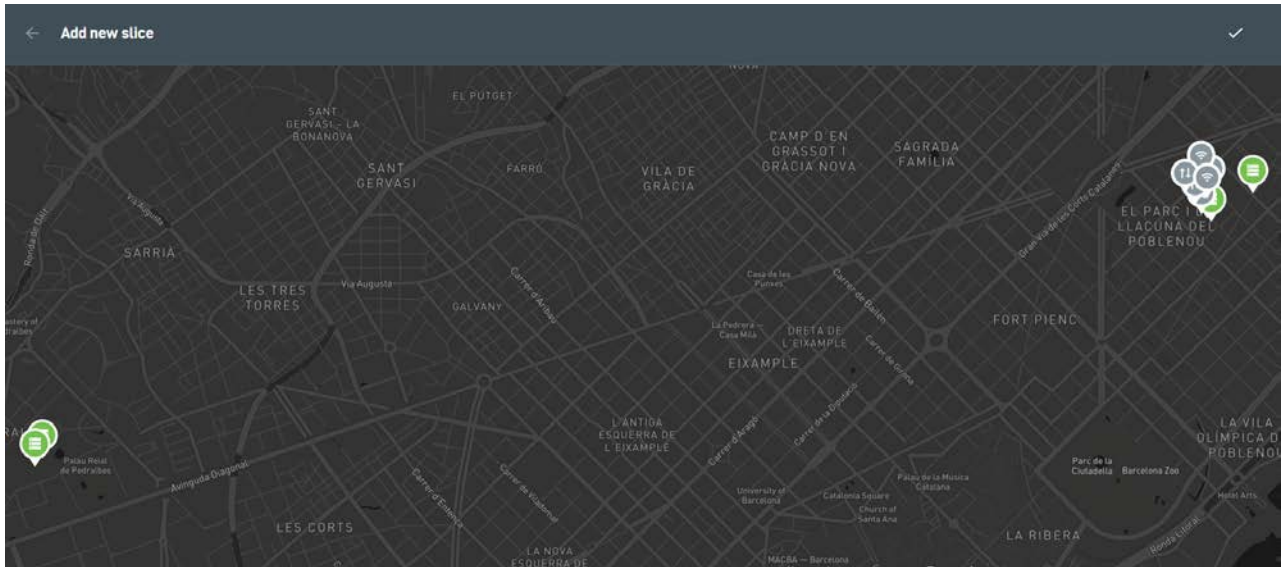 Add new slice
NOVA
EL PUTGET
SANT
GERVASI - LA
BONANOVA
CAMP D'EN
GRASSOT I
GRÀCIA NOVA
SAGRADA
FAMÍLIA
SANT
GERVASI
FARRÓ
VILA DE
GRÀCIA
Gran Via de les Corts Catalanes
Via Augusta
Ronda de Dalt
EL PARC I
LLACUNA DEL
POBLENOU
SARRIÀ
LES TRES
TORRES
Via Augusta
Carrer d'Aribau
Casa de les
Punxes
Carrer de Bailèn
GALVANY
FORT PIENC
La Pedrera —
Casa Milà
DRETA DE
L'EIXAMPLE
Carrer de Girona
EIXAMPLE
Palau Reial
de Pedralbes
Avinguda Diagonal
L'ANTIGA
ESQUERRA DE
L'EIXAMPLE
Carrer d'Aragó
Carrer de la Diputació
LA VILA
OLÍMPICA D
POBLENOU
Parc de la
Ciutadella
Barcelona Zoo
Carrer d'Entença
Carrer de Viladomat
University of
Barcelona
Catalonia Square
Palau de la Música
Catalana
Church of
Santa Ana
Hotel Arts
LES CORTS
LA RIBERA
Ronda Litoral
LA NOVA
ESQUERRA DE
MACBA — Barcelona